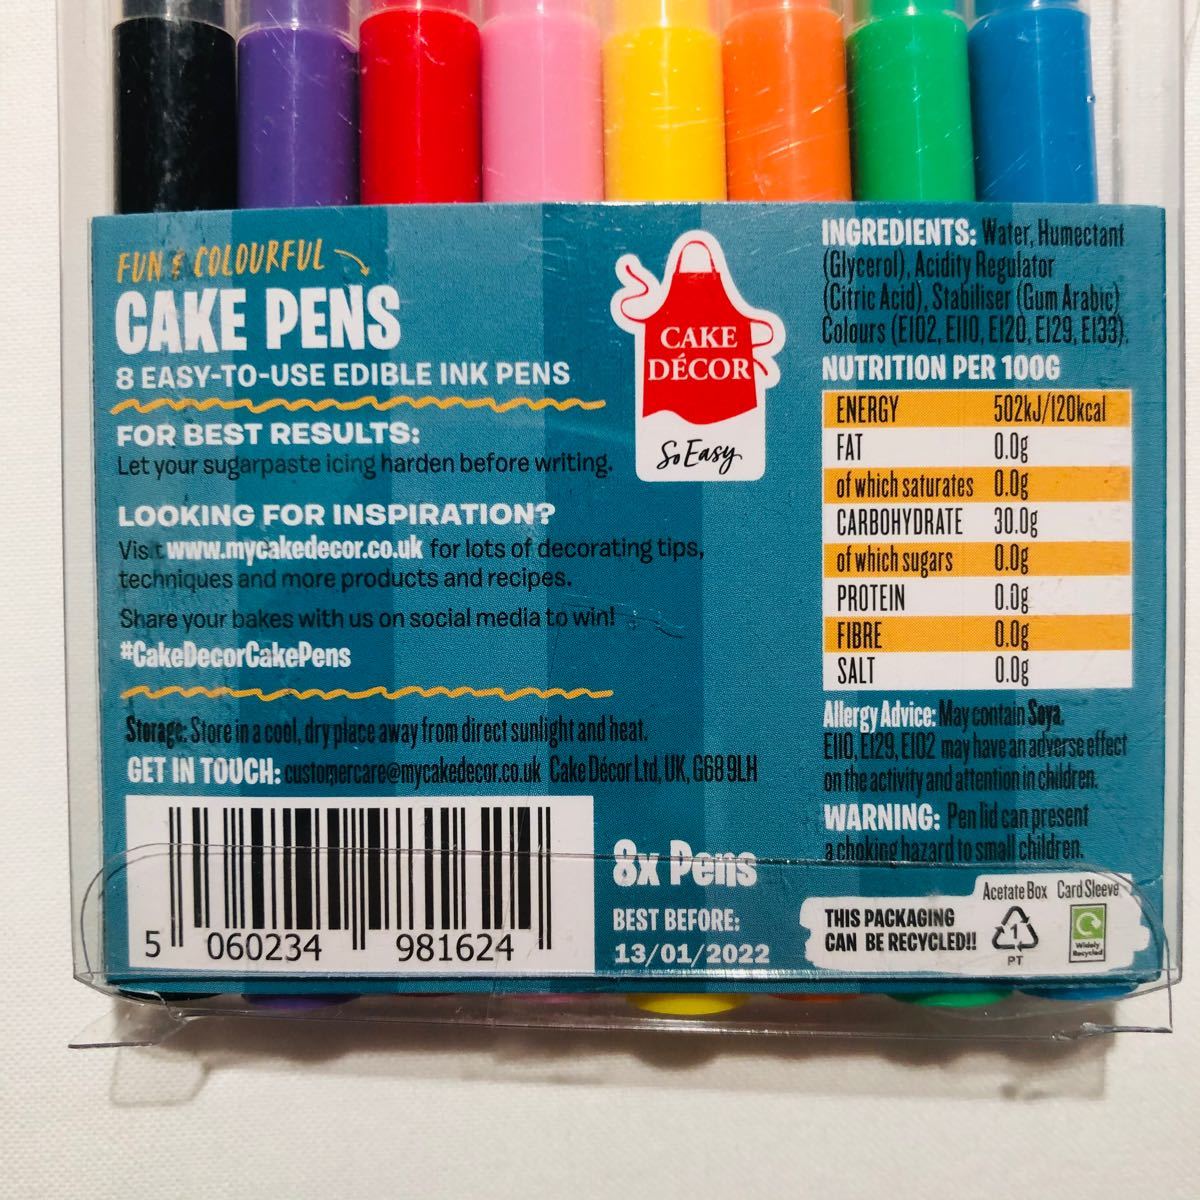 FUN & COLOURFUL
CAKE PENS
8 EASY-TO-USE EDIBLE INK PENS
FOR BEST RESULTS:
Let your sugarpaste icing harden before writing.
LOOKING FOR INSPIRATION?
Visit www.mycakedecor.co.uk for lots of decorating tips,
techniques and more products and recipes.
Share your bakes with us on social media to win!
#CakeDecorCakePens
Storage: Store in a cool, dry place away from direct sunlight and heat.
GET IN TOUCH: customercare@mycakedecor.co.uk Cake Décor Ltd, UK, G68 9LH
5 060234 981624
8x Pens
BEST BEFORE:
13/01/2022
CAKE
DÉCOR
So Easy
INGREDIENTS: Water, Humectant
(Glycerol), Acidity Regulator
(Citric Acid), Stabiliser (Gum Arabic)
Colours (E102, E110, E120, E129, E133).
NUTRITION PER 100G
ENERGY 502kJ/120kcal
FAT 0.0g
of which saturates 0.0g
CARBOHYDRATE 30.0g
of which sugars 0.0g
PROTEIN 0.0g
FIBRE 0.0g
SALT 0.0g
Allergy Advice: May contain Soya.
E110, E129, E102 may have an adverse effect
on the activity and attention in children.
WARNING: Pen lid can present
a choking hazard to small children.
Acetate Box Card Sleeve
THIS PACKAGING
CAN BE RECYCLED!!
1
PT
Widely
Recycled